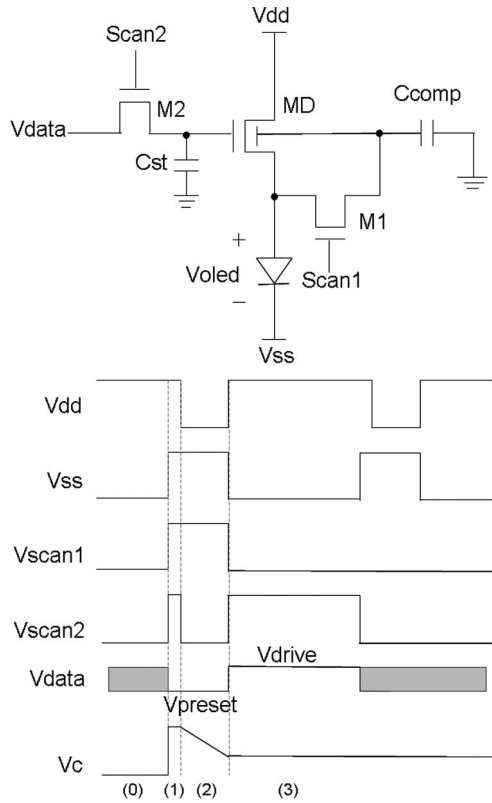 Vdd
Scan2
M2
MD
Ccomp
Vdata
Cst
M1
+
Voled
Scan1
–
Vss
Vdd
Vss
Vscan1
Vscan2
Vdrive
Vdata
Vpreset
Vc
(0) (1) (2) (3)